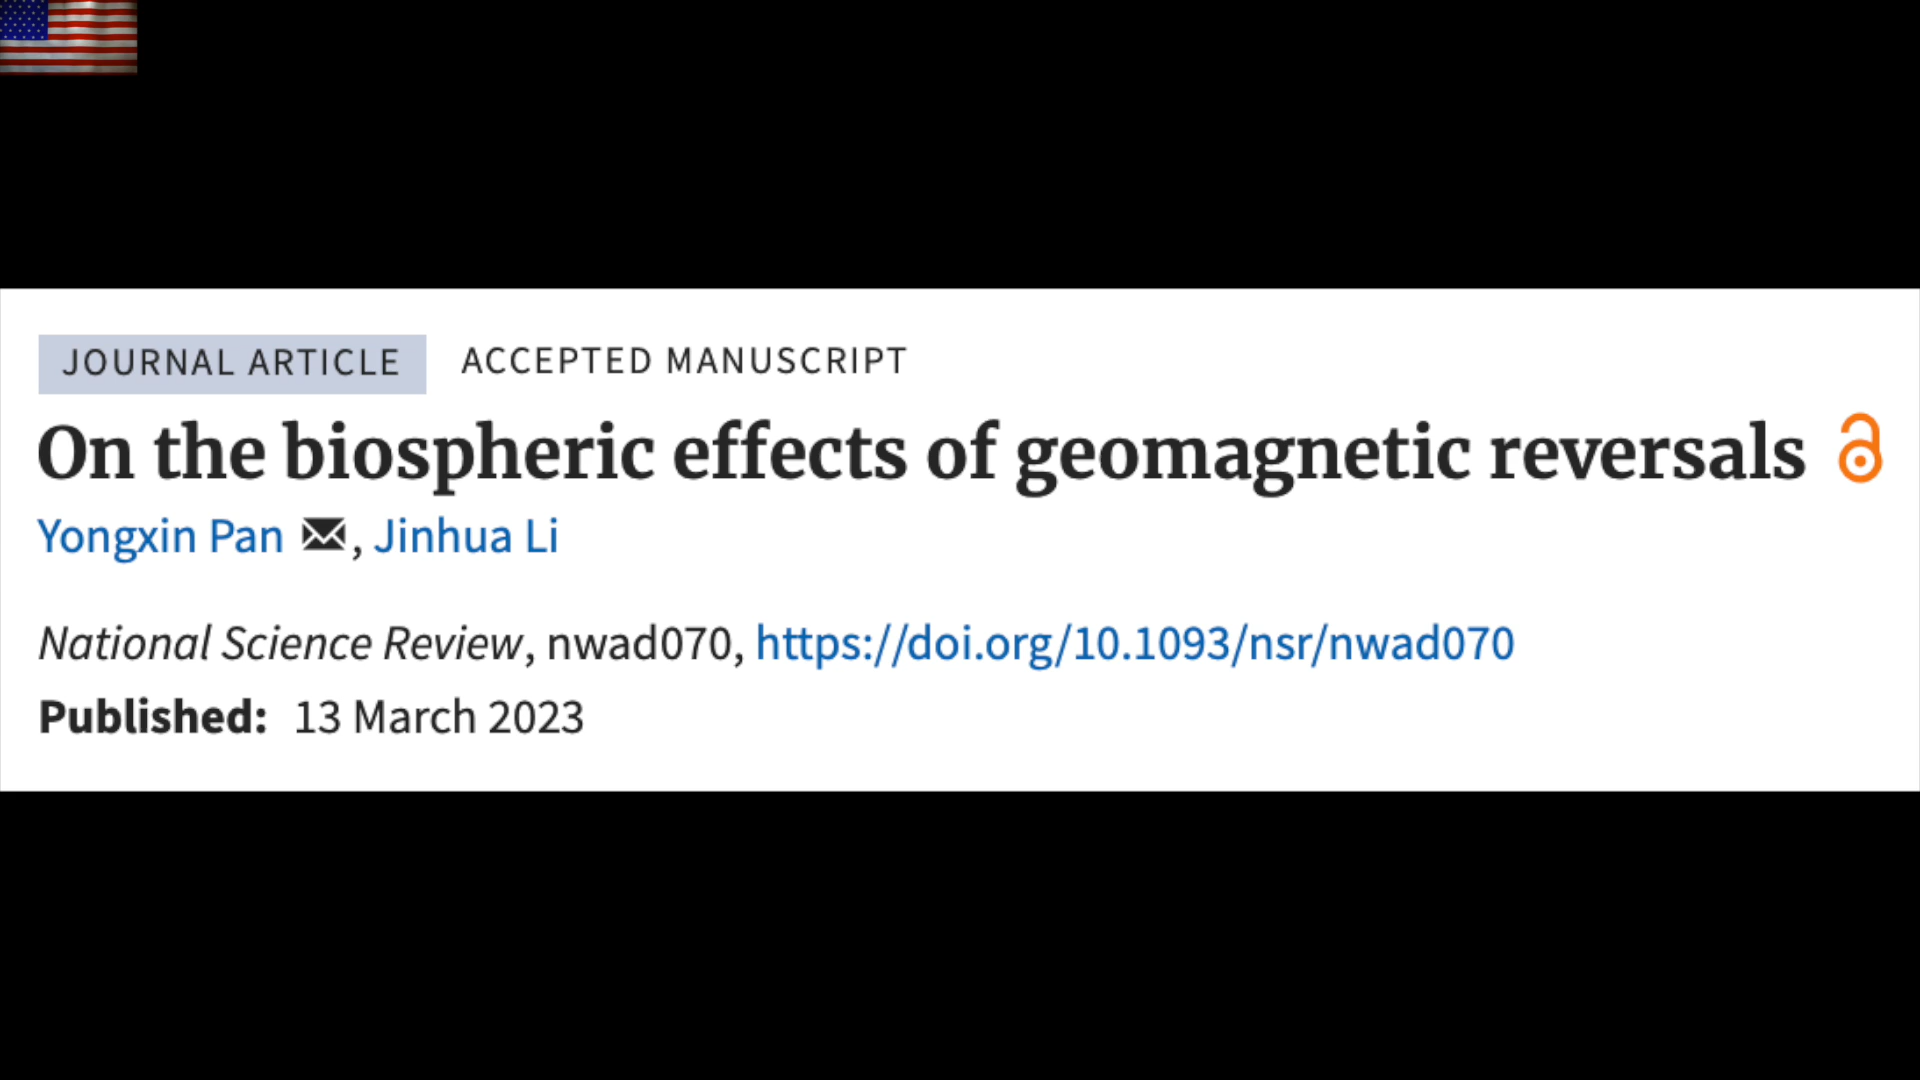 JOURNAL ARTICLE ACCEPTED MANUSCRIPT
On the biospheric effects of geomagnetic reversals
Yongxin Pan , Jinhua Li
National Science Review, nwad070, https://doi.org/10.1093/nsr/nwad070
Published: 13 March 2023